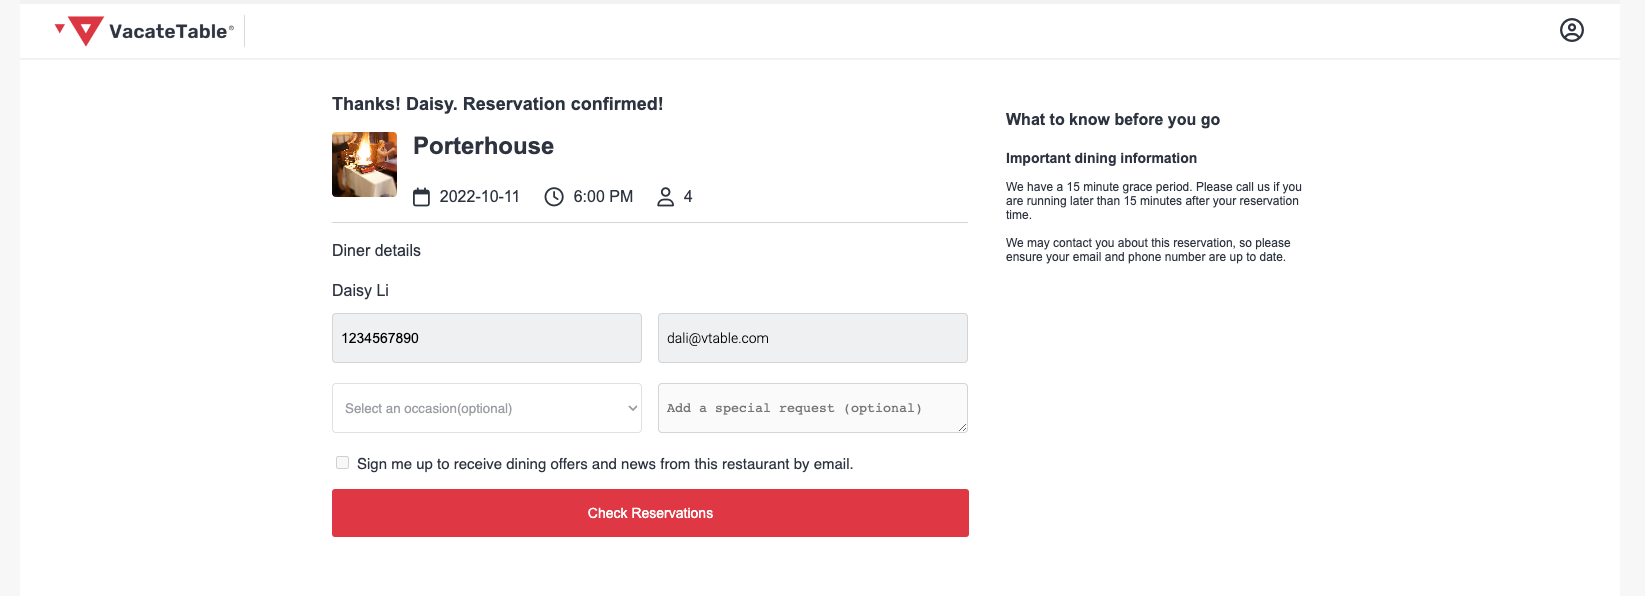 VacateTable®
Thanks! Daisy. Reservation confirmed!
Porterhouse
2022-10-11 6:00 PM 4
Diner details
Daisy Li
1234567890
dali@vtable.com
Select an occasion(optional)
Add a special request (optional)
Sign me up to receive dining offers and news from this restaurant by email.
Check Reservations
What to know before you go
Important dining information
We have a 15 minute grace period. Please call us if you
are running later than 15 minutes after your reservation
time.
We may contact you about this reservation, so please
ensure your email and phone number are up to date.